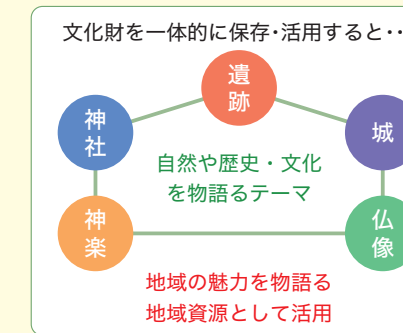 文化財を一体的に保存・活用すると・・
遺跡
神社
城
自然や歴史・文化
を物語るテーマ
神楽
仏像
地域の魅力を物語る
地域資源として活用